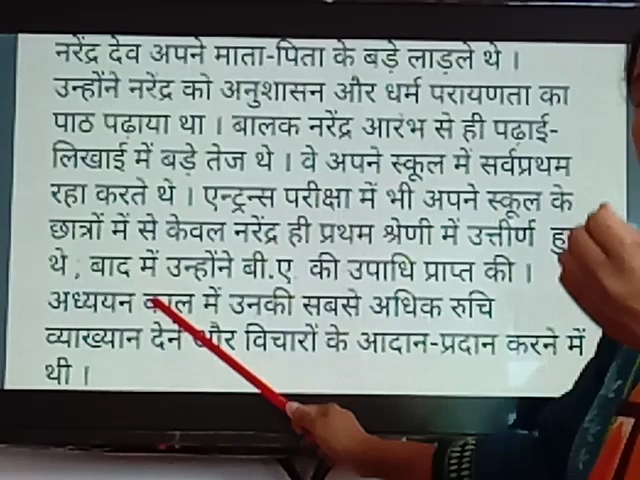 नरेंद्र देव अपने माता-पिता के बड़े लाड़ले थे ।
उन्होंने नरेंद्र को अनुशासन और धर्म परायणता का
पाठ पढ़ाया था । बालक नरेंद्र आरंभ से ही पढ़ाई-
लिखाई में बड़े तेज थे । वे अपने स्कूल में सर्वप्रथम
रहा करते थे । एन्ट्रन्स परीक्षा में भी अपने स्कूल के
छात्रों में से केवल नरेंद्र ही प्रथम श्रेणी में उत्तीर्ण
थे , बाद में उन्होंने बी.ए. की उपाधि प्राप्त की ।
अध्ययन काल में उनकी सबसे अधिक रुचि
व्याख्यान देने और विचारों के आदान-प्रदान करने में
थी ।